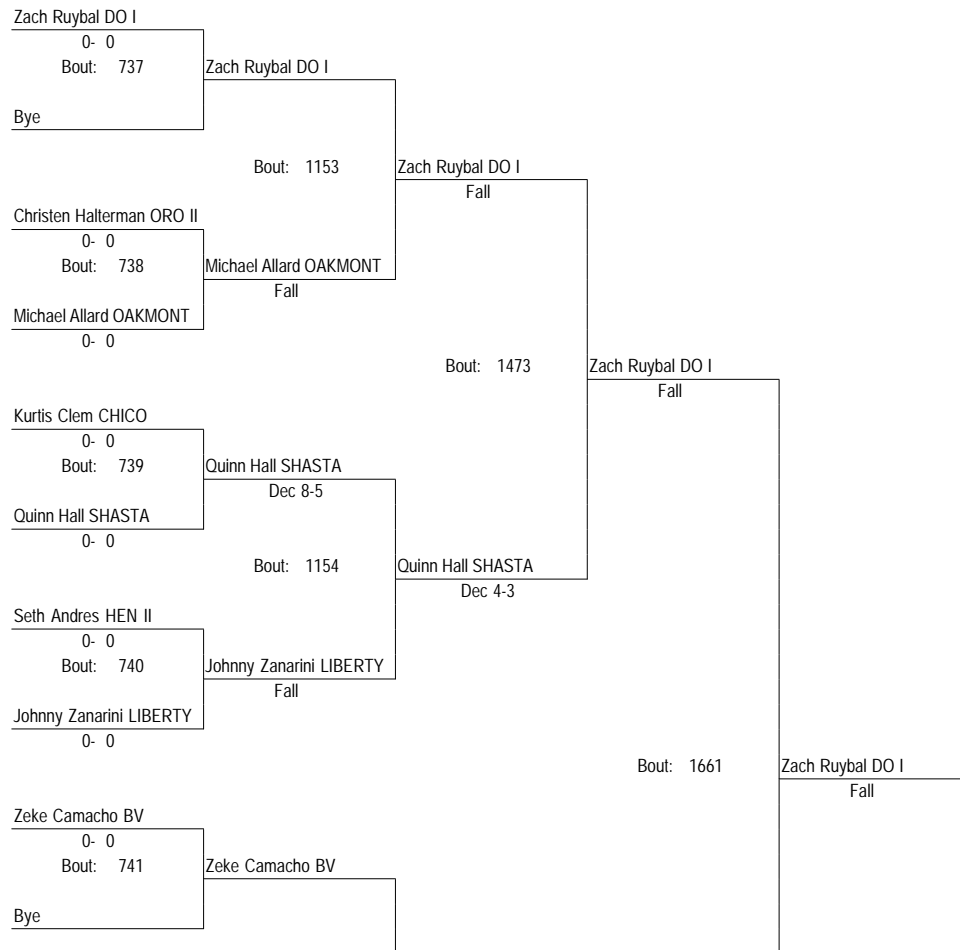 Zach Ruybal DO I
0- 0
Bout: 737
Zach Ruybal DO I
Bye
Bout: 1153
Zach Ruybal DO I
Fall
Christen Halterman ORO II
0- 0
Bout: 738
Michael Allard OAKMONT
Fall
Michael Allard OAKMONT
0- 0
Bout: 1473
Zach Ruybal DO I
Fall
Kurtis Clem CHICO
0- 0
Bout: 739
Quinn Hall SHASTA
Dec 8-5
Quinn Hall SHASTA
0- 0
Bout: 1154
Quinn Hall SHASTA
Dec 4-3
Seth Andres HEN II
0- 0
Bout: 740
Johnny Zanarini LIBERTY
Fall
Johnny Zanarini LIBERTY
0- 0
Bout: 1661
Zach Ruybal DO I
Fall
Zeke Camacho BV
0- 0
Bout: 741
Zeke Camacho BV
Bye